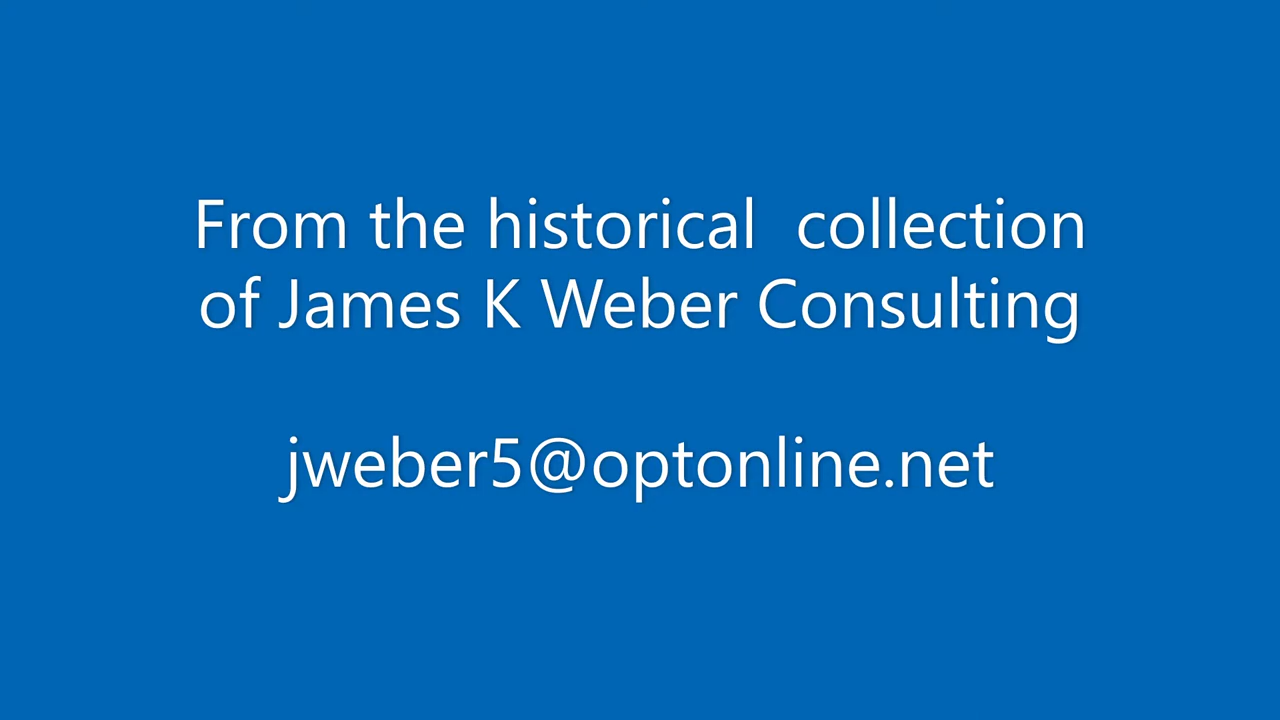 From the historical  collection
of James K Weber Consulting
jweber5@optonline.net